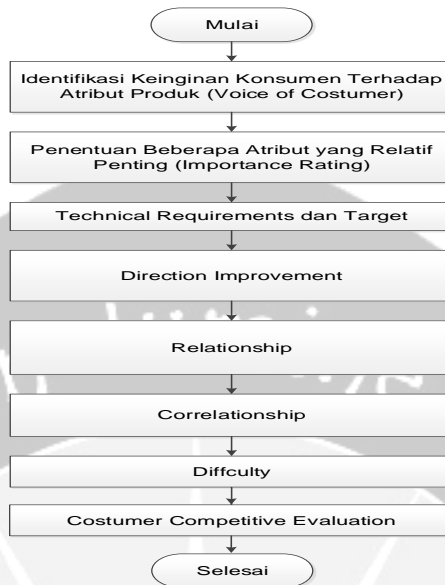 Mulai
Identifikasi Keinginan Konsumen Terhadap
Atribut Produk (Voice of Costumer)
Penentuan Beberapa Atribut yang Relatif
Penting (Importance Rating)
Technical Requirements dan Target
Direction Improvement
Relationship
Correlationship
Diffculty
Costumer Competitive Evaluation
Selesai